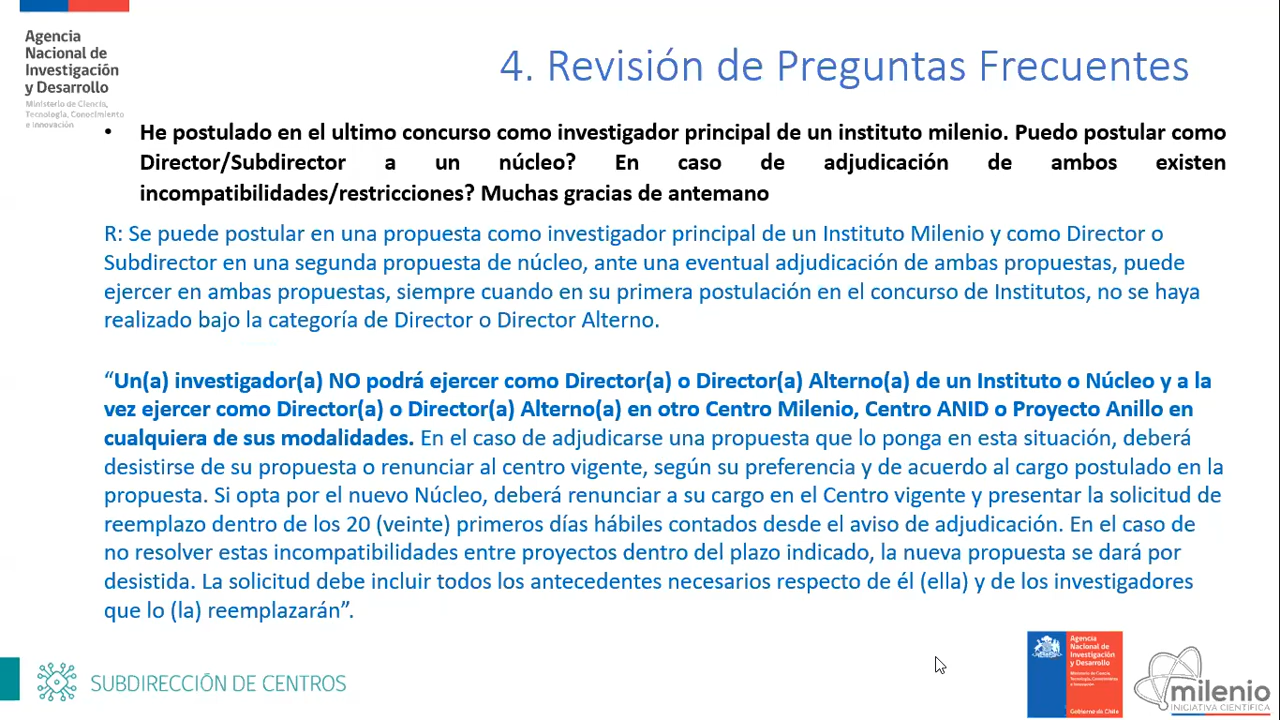 Agencia
Nacional de
Investigación
y Desarrollo
Ministerio de Ciencia,
Tecnología, Conocimiento
e Innovación
4. Revisión de Preguntas Frecuentes
• He postulado en el ultimo concurso como investigador principal de un instituto milenio. Puedo postular como
Director/Subdirector a un núcleo? En caso de adjudicación de ambos existen
incompatibilidades/restricciones? Muchas gracias de antemano
R: Se puede postular en una propuesta como investigador principal de un Instituto Milenio y como Director o
Subdirector en una segunda propuesta de núcleo, ante una eventual adjudicación de ambas propuestas, puede
ejercer en ambas propuestas, siempre cuando en su primera postulación en el concurso de Institutos, no se haya
realizado bajo la categoría de Director o Director Alterno.
“Un(a) investigador(a) NO podrá ejercer como Director(a) o Director(a) Alterno(a) de un Instituto o Núcleo y a la
vez ejercer como Director(a) o Director(a) Alterno(a) en otro Centro Milenio, Centro ANID o Proyecto Anillo en
cualquiera de sus modalidades. En el caso de adjudicarse una propuesta que lo ponga en esta situación, deberá
desistirse de su propuesta o renunciar al centro vigente, según su preferencia y de acuerdo al cargo postulado en la
propuesta. Si opta por el nuevo Núcleo, deberá renunciar a su cargo en el Centro vigente y presentar la solicitud de
reemplazo dentro de los 20 (veinte) primeros días hábiles contados desde el aviso de adjudicación. En el caso de
no resolver estas incompatibilidades entre proyectos dentro del plazo indicado, la nueva propuesta se dará por
desistida. La solicitud debe incluir todos los antecedentes necesarios respecto de él (ella) y de los investigadores
que lo (la) reemplazarán”.
SUBDIRECCIÓN DE CENTROS
Agencia
Nacional de
Investigación
y Desarrollo
Ministerio de Ciencia,
Tecnología, Conocimiento
e Innovación
Gobierno de Chile
milenio
INICIATIVA CIENTÍFICA